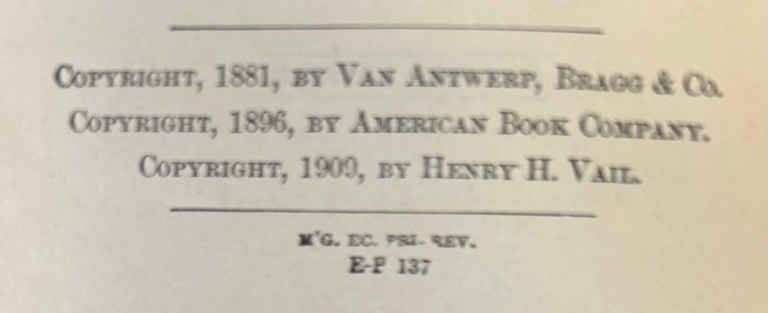 COPYRIGHT, 1881, BY VAN ANTWERP, BRAGG & CO.
COPYRIGHT, 1896, BY AMERICAN BOOK COMPANY.
COPYRIGHT, 1909, BY HENRY H. VAIL.
M'G. EC. PRI. REV.
E-P 137